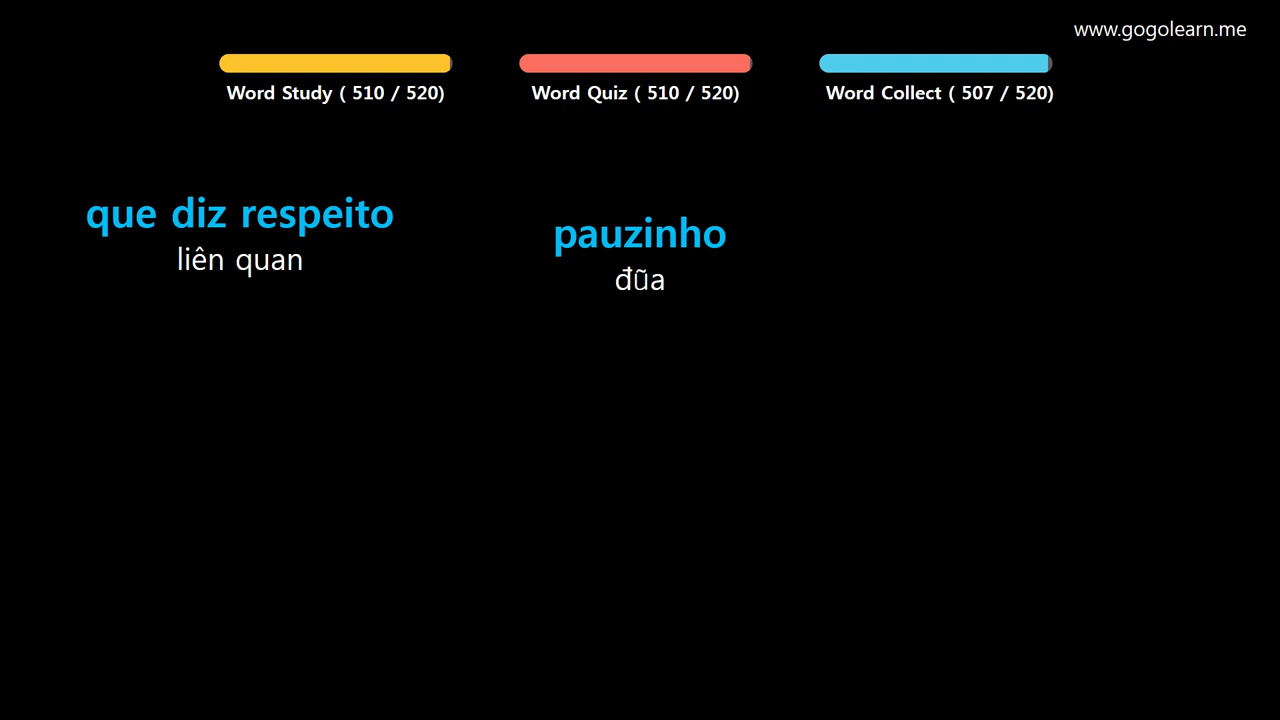 www.gogolearn.me
Word Study ( 510 / 520)
Word Quiz ( 510 / 520)
Word Collect ( 507 / 520)
que diz respeito
liên quan
pauzinho
đũa